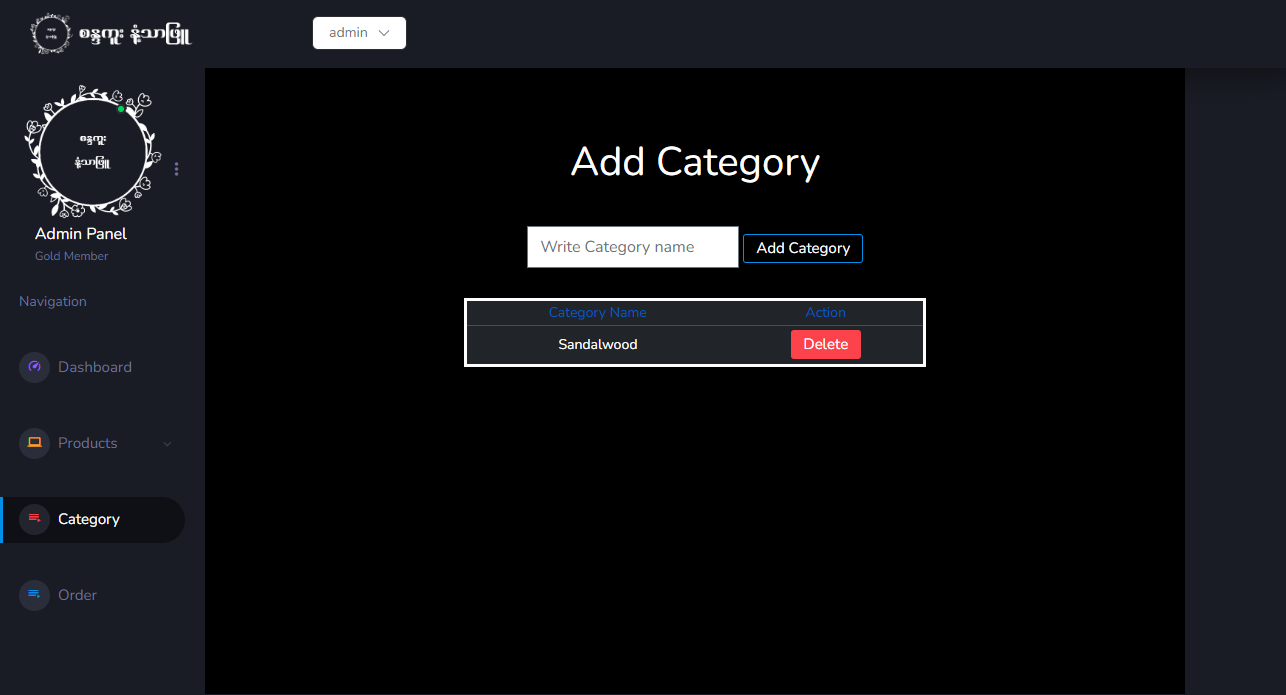 စန္ဒကူး နံ့သာဖြူ
admin
စန္ဒကူး
နံ့သာဖြူ
Admin Panel
Gold Member
Navigation
Dashboard
Products
Category
Order
Add Category
Write Category name
Add Category
Category Name Action
Sandalwood Delete